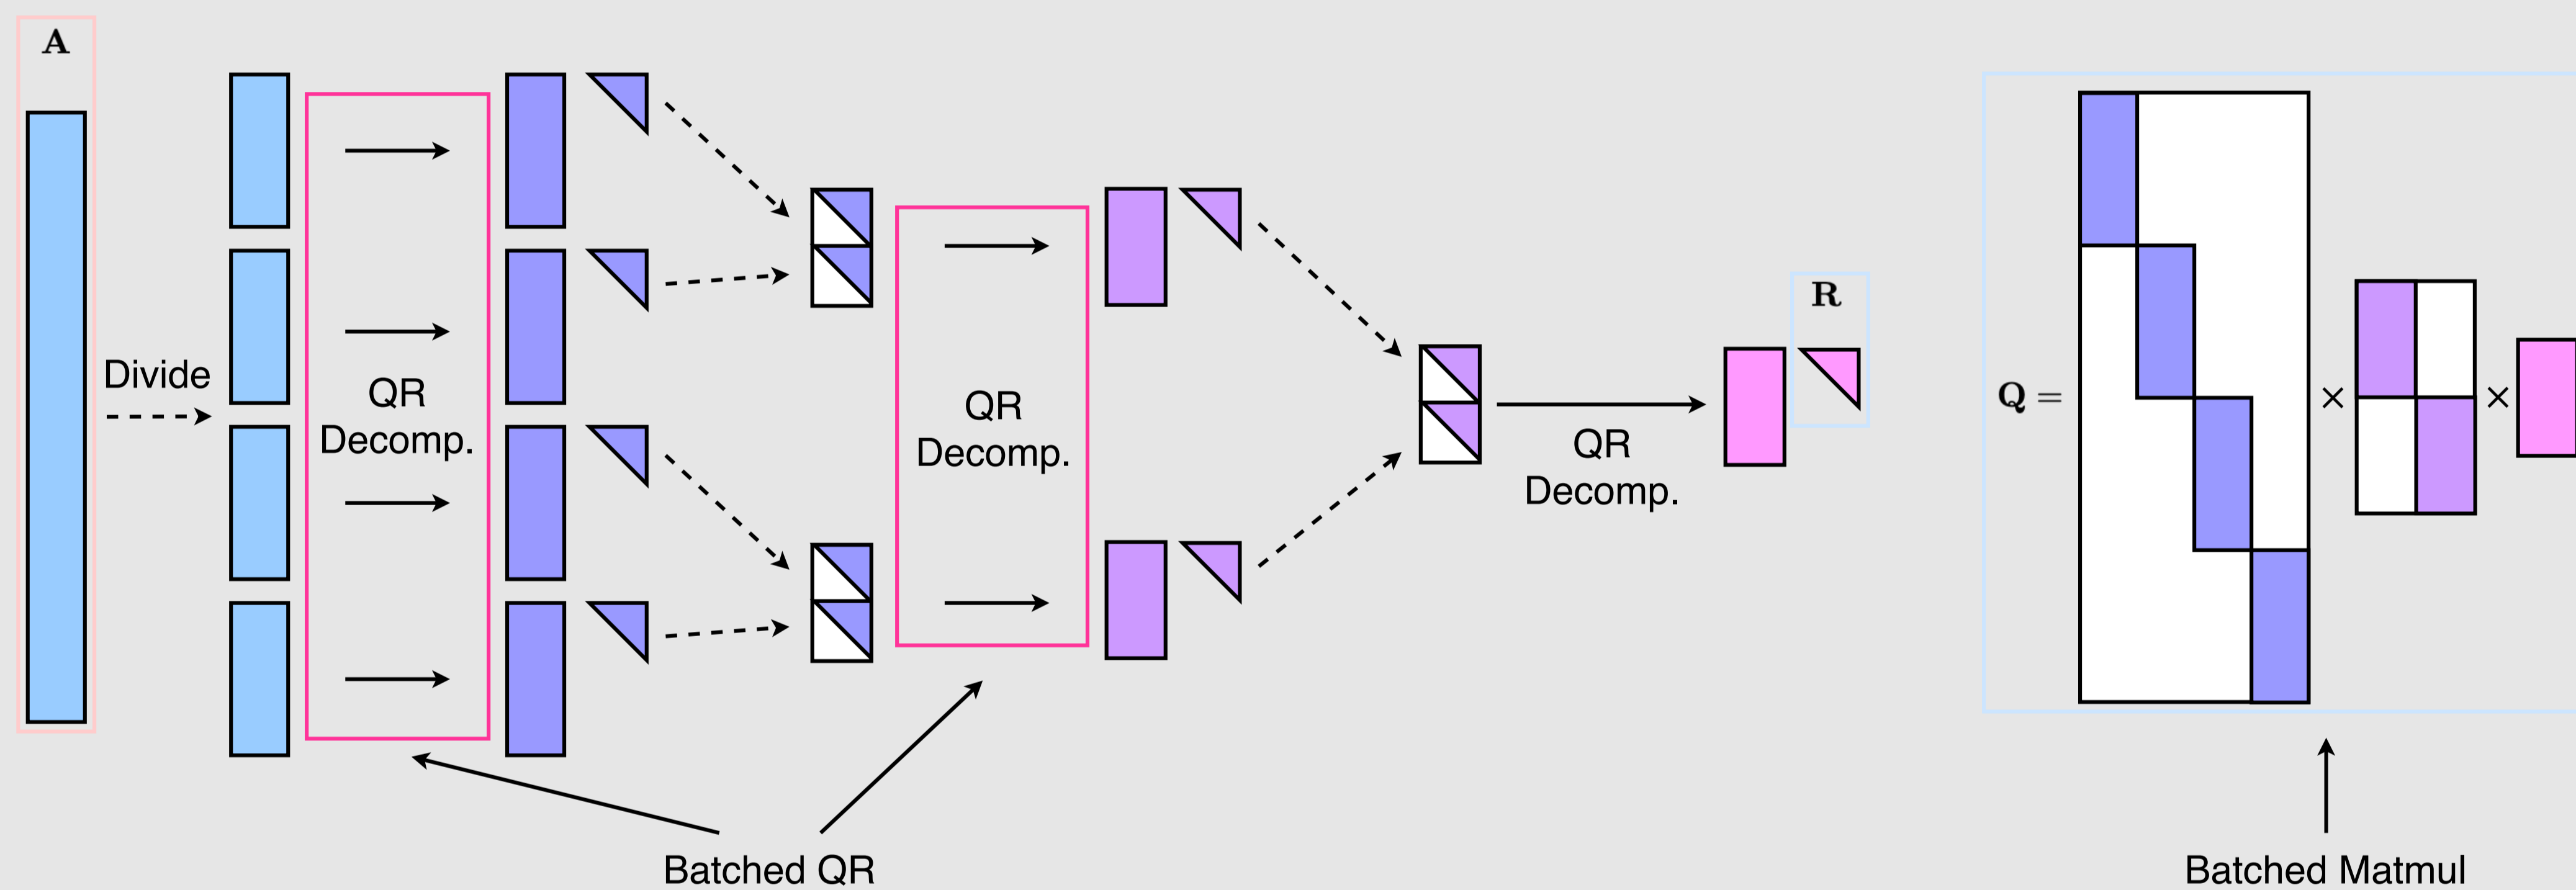 A
Divide
QR
Decomp.
QR
Decomp.
QR
Decomp.
R
Q =
×
×
Batched QR
Batched Matmul